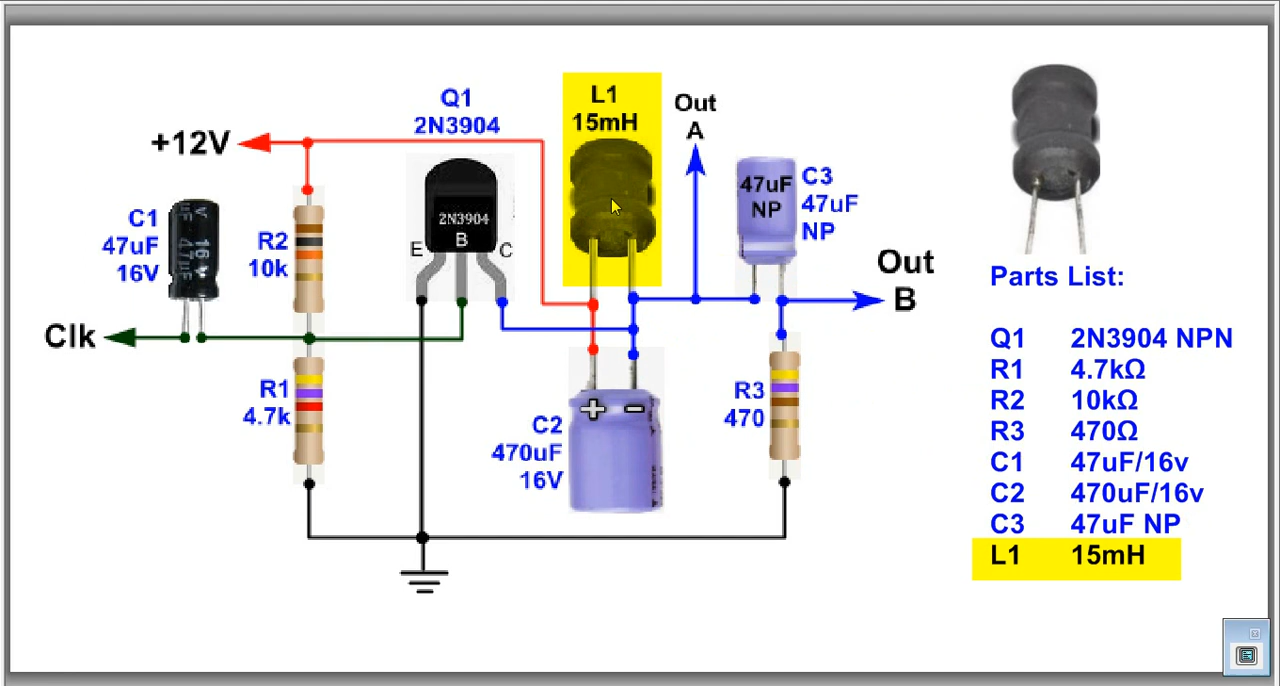 +12V
Q1
2N3904
L1
15mH
Out
A
47uF
NP
C3
47uF
NP
C1
47uF
16V
16V
R2
10k
2N3904
E
B
C
Out
B
Clk
R1
4.7k
C2
470uF
16V
+
−
R3
470
Parts List:
Q1 2N3904 NPN
R1 4.7kΩ
R2 10kΩ
R3 470Ω
C1 47uF/16v
C2 470uF/16v
C3 47uF NP
L1 15mH